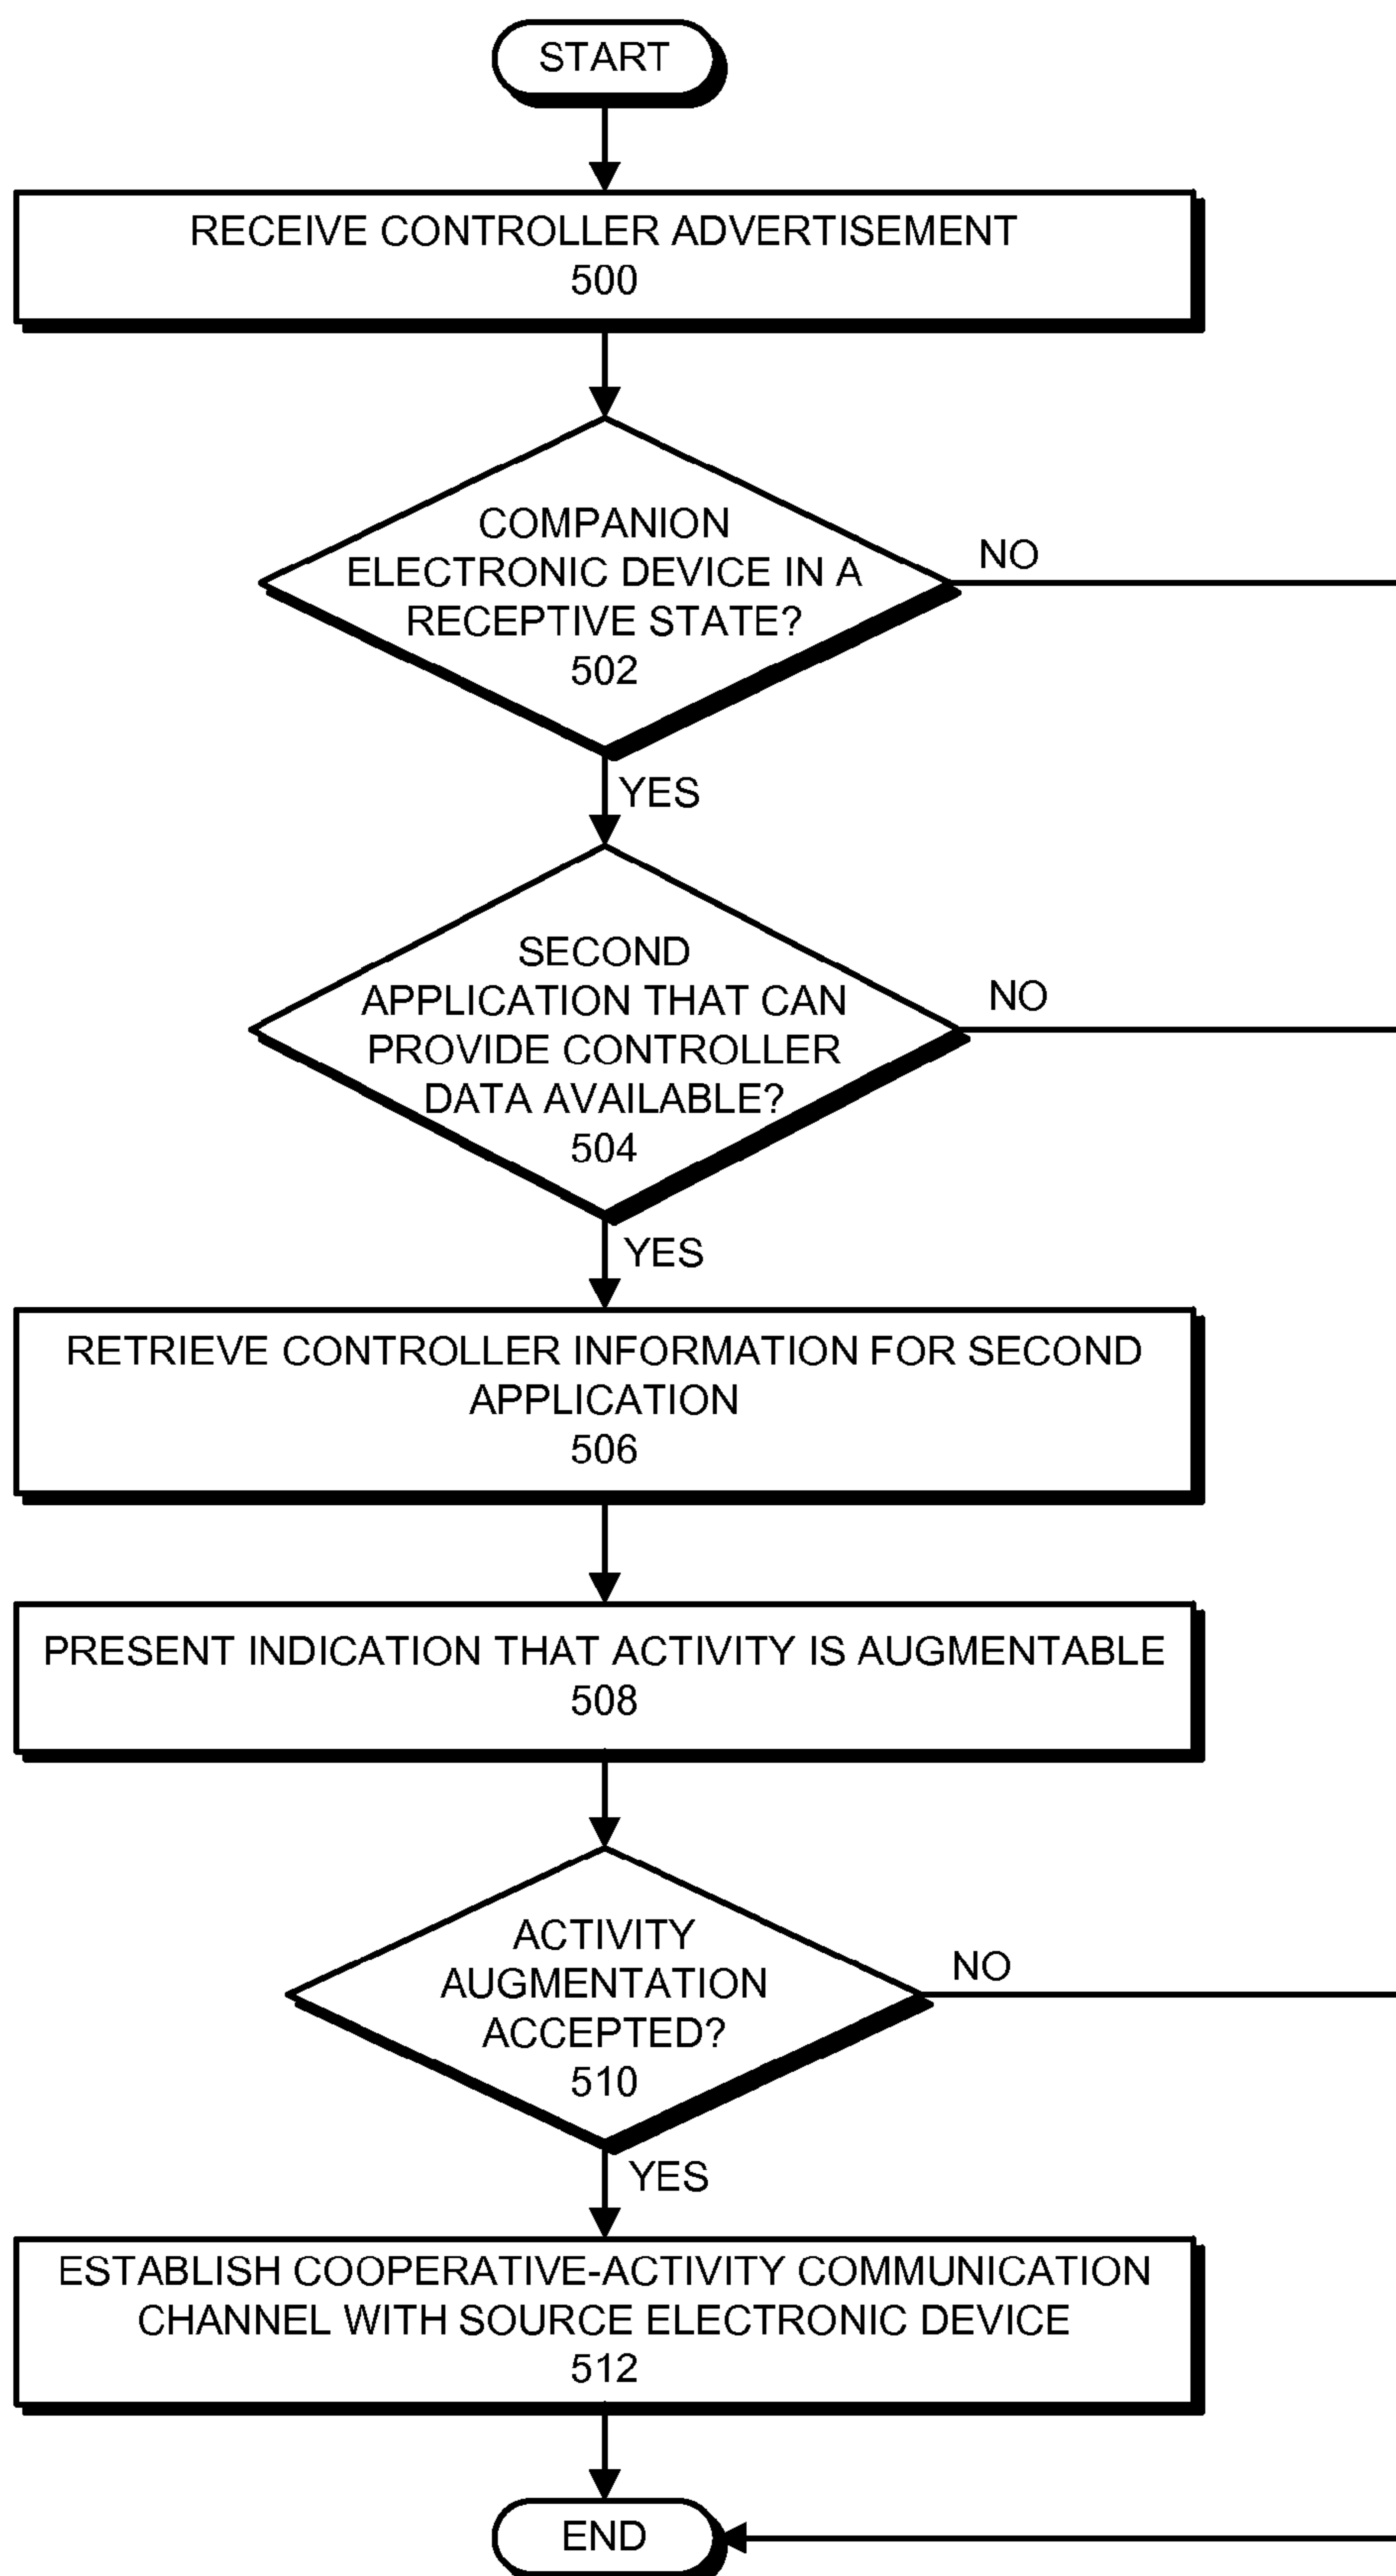 START
RECEIVE CONTROLLER ADVERTISEMENT
500
COMPANION
ELECTRONIC DEVICE IN A
RECEPTIVE STATE?
502
NO
YES
SECOND
APPLICATION THAT CAN
PROVIDE CONTROLLER
DATA AVAILABLE?
504
NO
YES
RETRIEVE CONTROLLER INFORMATION FOR SECOND
APPLICATION
506
PRESENT INDICATION THAT ACTIVITY IS AUGMENTABLE
508
ACTIVITY
AUGMENTATION
ACCEPTED?
510
NO
YES
ESTABLISH COOPERATIVE-ACTIVITY COMMUNICATION
CHANNEL WITH SOURCE ELECTRONIC DEVICE
512
END